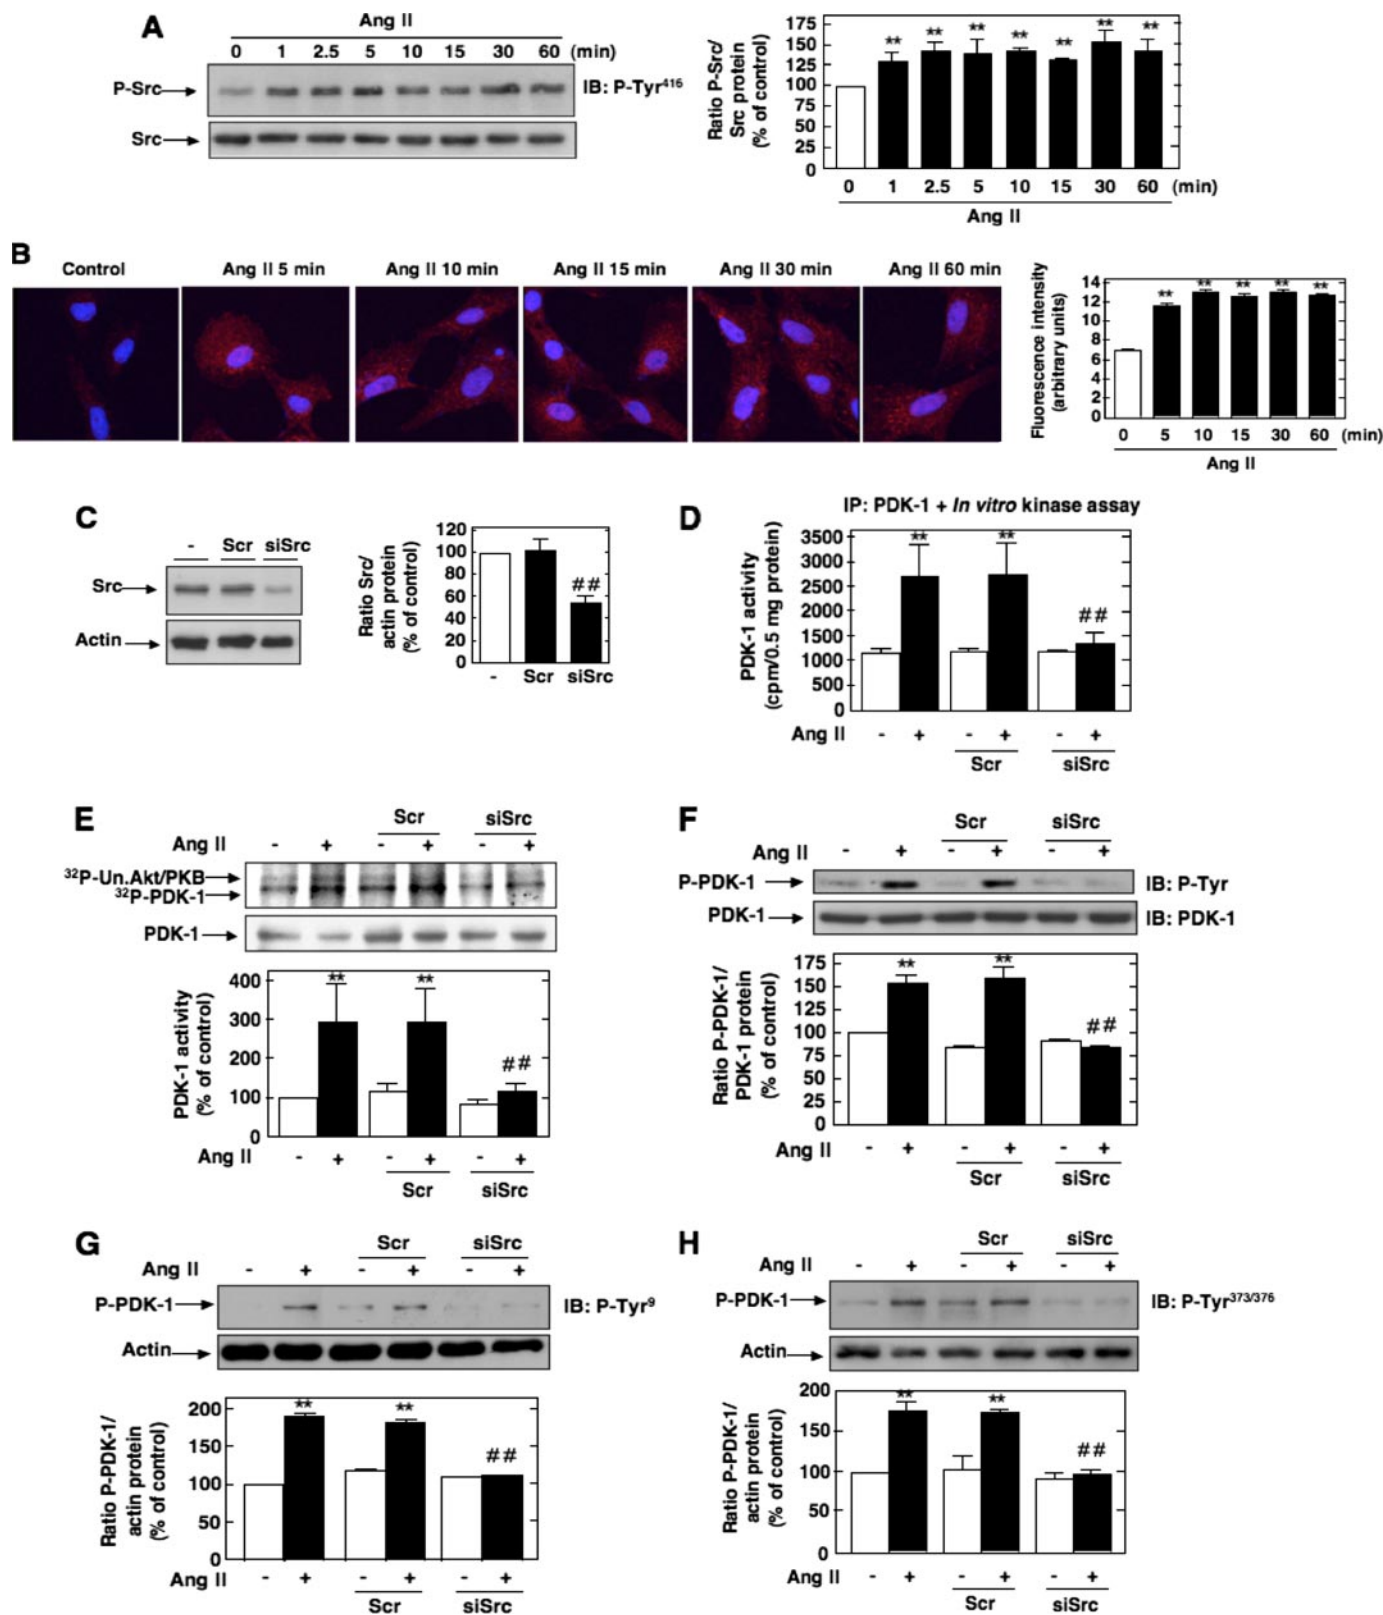 A
Ang II
0 1 2.5 5 10 15 30 60 (min)
P-Src
IB: P-Tyr416
Src
Ratio P-Src/
Src protein
(% of control)
175
150
125
100
75
50
25
0
** ** ** ** ** ** **
0 1 2.5 5 10 15 30 60 (min)
Ang II
B
Control Ang II 5 min Ang II 10 min Ang II 15 min Ang II 30 min Ang II 60 min
Fluorescence intensity
(arbitrary units)
14
12
10
8
6
4
2
0
** ** ** ** **
0 5 10 15 30 60 (min)
Ang II
C
- Scr siSrc
Src
Actin
Ratio Src/
actin protein
(% of control)
120
100
80
60
40
20
0
##
- Scr siSrc
D
IP: PDK-1 + In vitro kinase assay
PDK-1 activity
(cpm/0.5 mg protein)
3500
3000
2500
2000
1500
1000
500
0
** ** ##
Ang II - + - + - +
Scr siSrc
E
Scr siSrc
Ang II - + - + - +
32P-Un.Akt/PKB
32P-PDK-1
PDK-1
PDK-1 activity
(% of control)
400
300
200
100
0
** ** ##
Ang II - + - + - +
Scr siSrc
F
Scr siSrc
Ang II - + - + - +
P-PDK-1 IB: P-Tyr
PDK-1 IB: PDK-1
Ratio P-PDK-1/
PDK-1 protein
(% of control)
175
150
125
100
75
50
25
0
** ** ##
Ang II - + - + - +
Scr siSrc
G
Scr siSrc
Ang II - + - + - +
P-PDK-1 IB: P-Tyr9
Actin
Ratio P-PDK-1/
actin protein
(% of control)
200
150
100
50
0
** ** ##
Ang II - + - + - +
Scr siSrc
H
Scr siSrc
Ang II - + - + - +
P-PDK-1 IB: P-Tyr373/376
Actin
Ratio P-PDK-1/
actin protein
(% of control)
200
150
100
50
0
** ** ##
Ang II - + - + - +
Scr siSrc